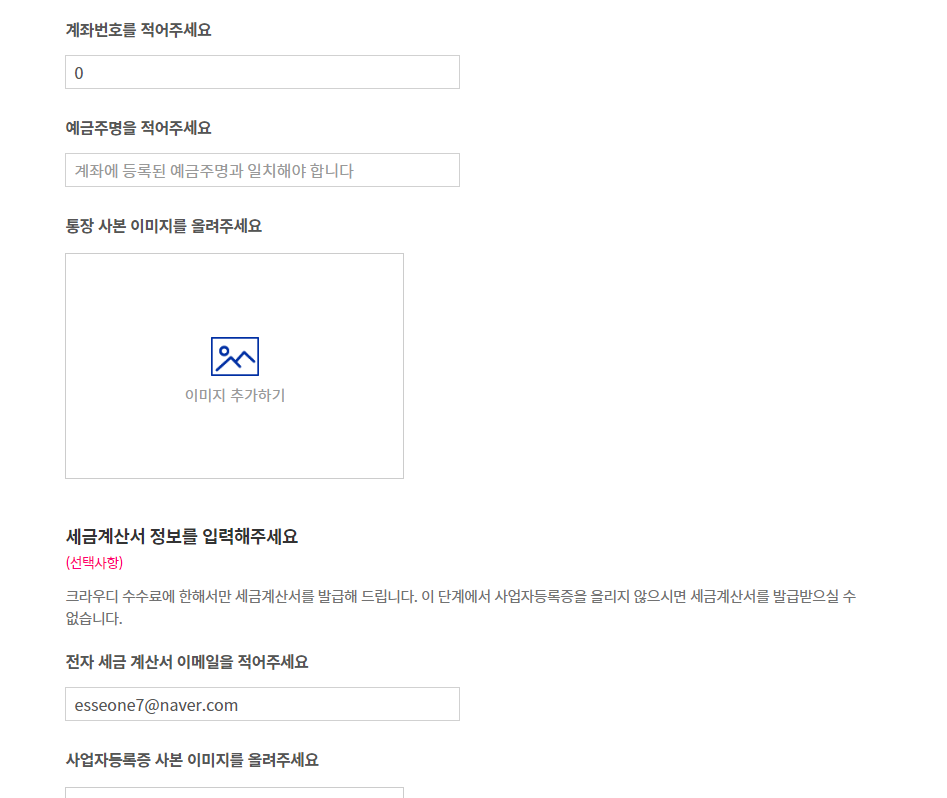 계좌번호를 적어주세요
0
예금주명을 적어주세요
계좌에 등록된 예금주명과 일치해야 합니다
통장 사본 이미지를 올려주세요
이미지 추가하기
세금계산서 정보를 입력해주세요
(선택사항)
크라우디 수수료에 한해서만 세금계산서를 발급해 드립니다. 이 단계에서 사업자등록증을 올리지 않으시면 세금계산서를 발급받으실 수
없습니다.
전자 세금 계산서 이메일을 적어주세요
esseone7@naver.com
사업자등록증 사본 이미지를 올려주세요